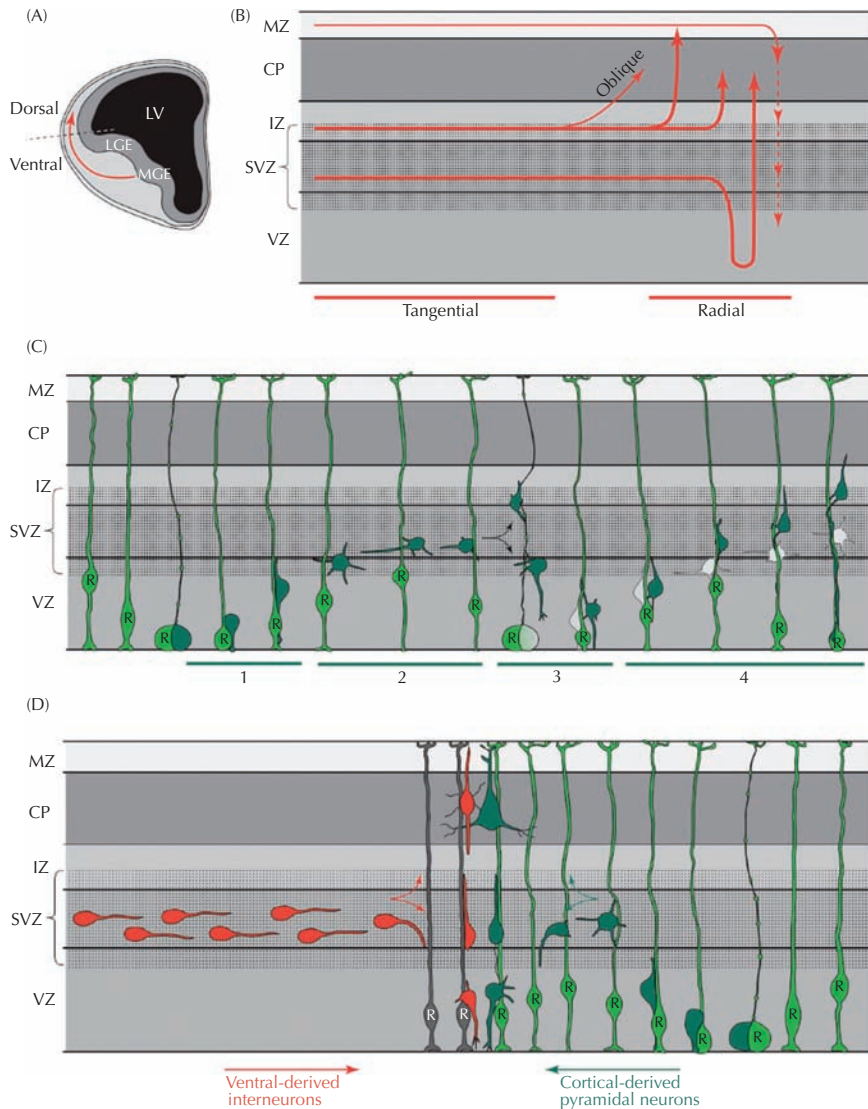 (A)
Dorsal
Ventral
LV
LGE
MGE
(B)
MZ
CP
IZ
SVZ
VZ
Oblique
Tangential
Radial
(C)
MZ
CP
IZ
SVZ
VZ
R
R
R
R
R
R
R
R
R
R
R
R
R
R
1
2
3
4
(D)
MZ
CP
IZ
SVZ
VZ
R
R
R
R
R
R
R
R
R
R
R
Ventral-derived
interneurons
Cortical-derived
pyramidal neurons